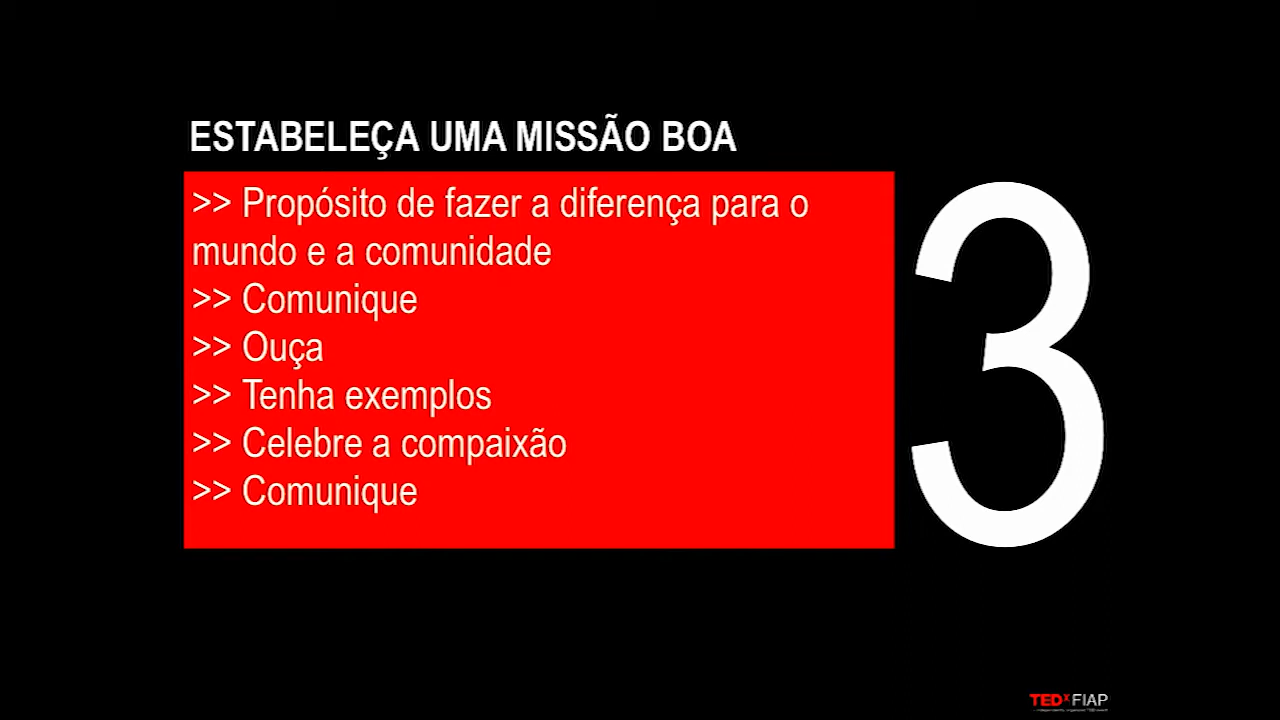 ESTABELEÇA UMA MISSÃO BOA
>> Propósito de fazer a diferença para o
mundo e a comunidade
>> Comunique
>> Ouça
>> Tenha exemplos
>> Celebre a compaixão
>> Comunique
3
TEDxFIAP